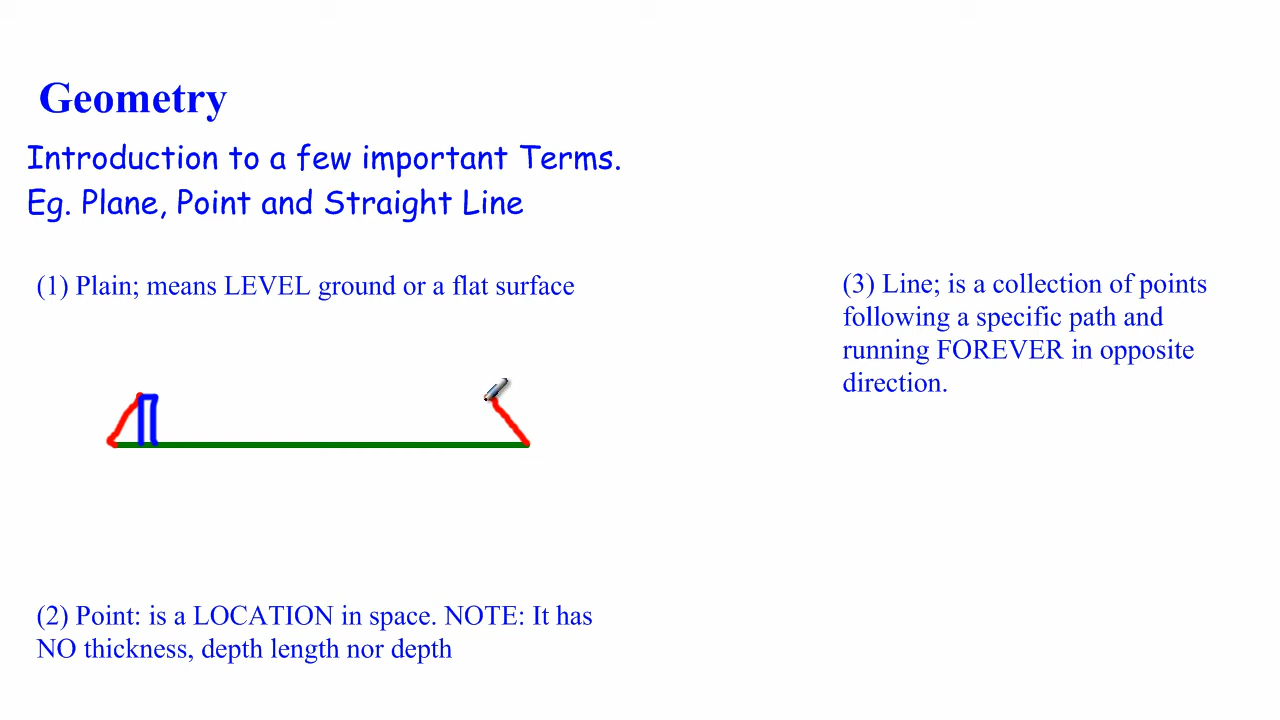 Geometry
Introduction to a few important Terms.
Eg. Plane, Point and Straight Line
(1) Plain; means LEVEL ground or a flat surface
(2) Point: is a LOCATION in space. NOTE: It has
NO thickness, depth length nor depth
(3) Line; is a collection of points
following a specific path and
running FOREVER in opposite
direction.